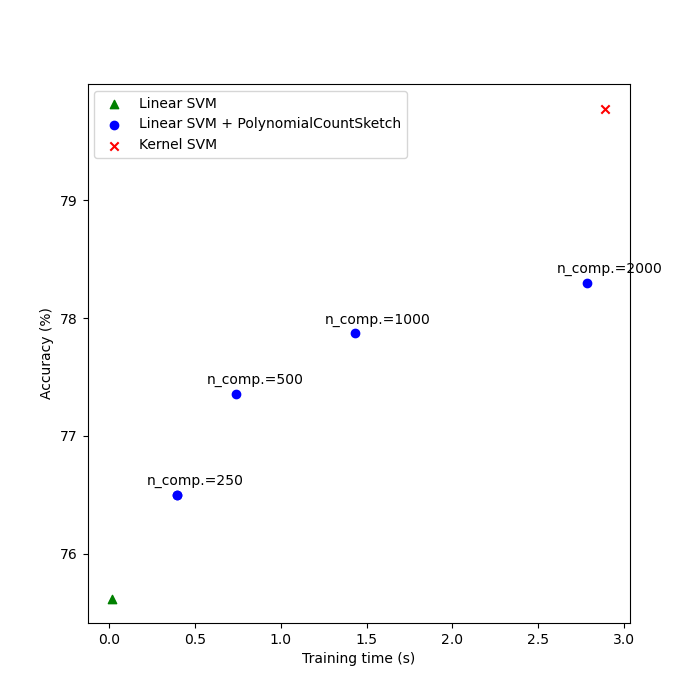 Linear SVM
Linear SVM + PolynomialCountSketch
Kernel SVM
79
n_comp.=2000
78
n_comp.=1000
n_comp.=500
77
n_comp.=250
76
Accuracy (%)
0.0 0.5 1.0 1.5 2.0 2.5 3.0
Training time (s)